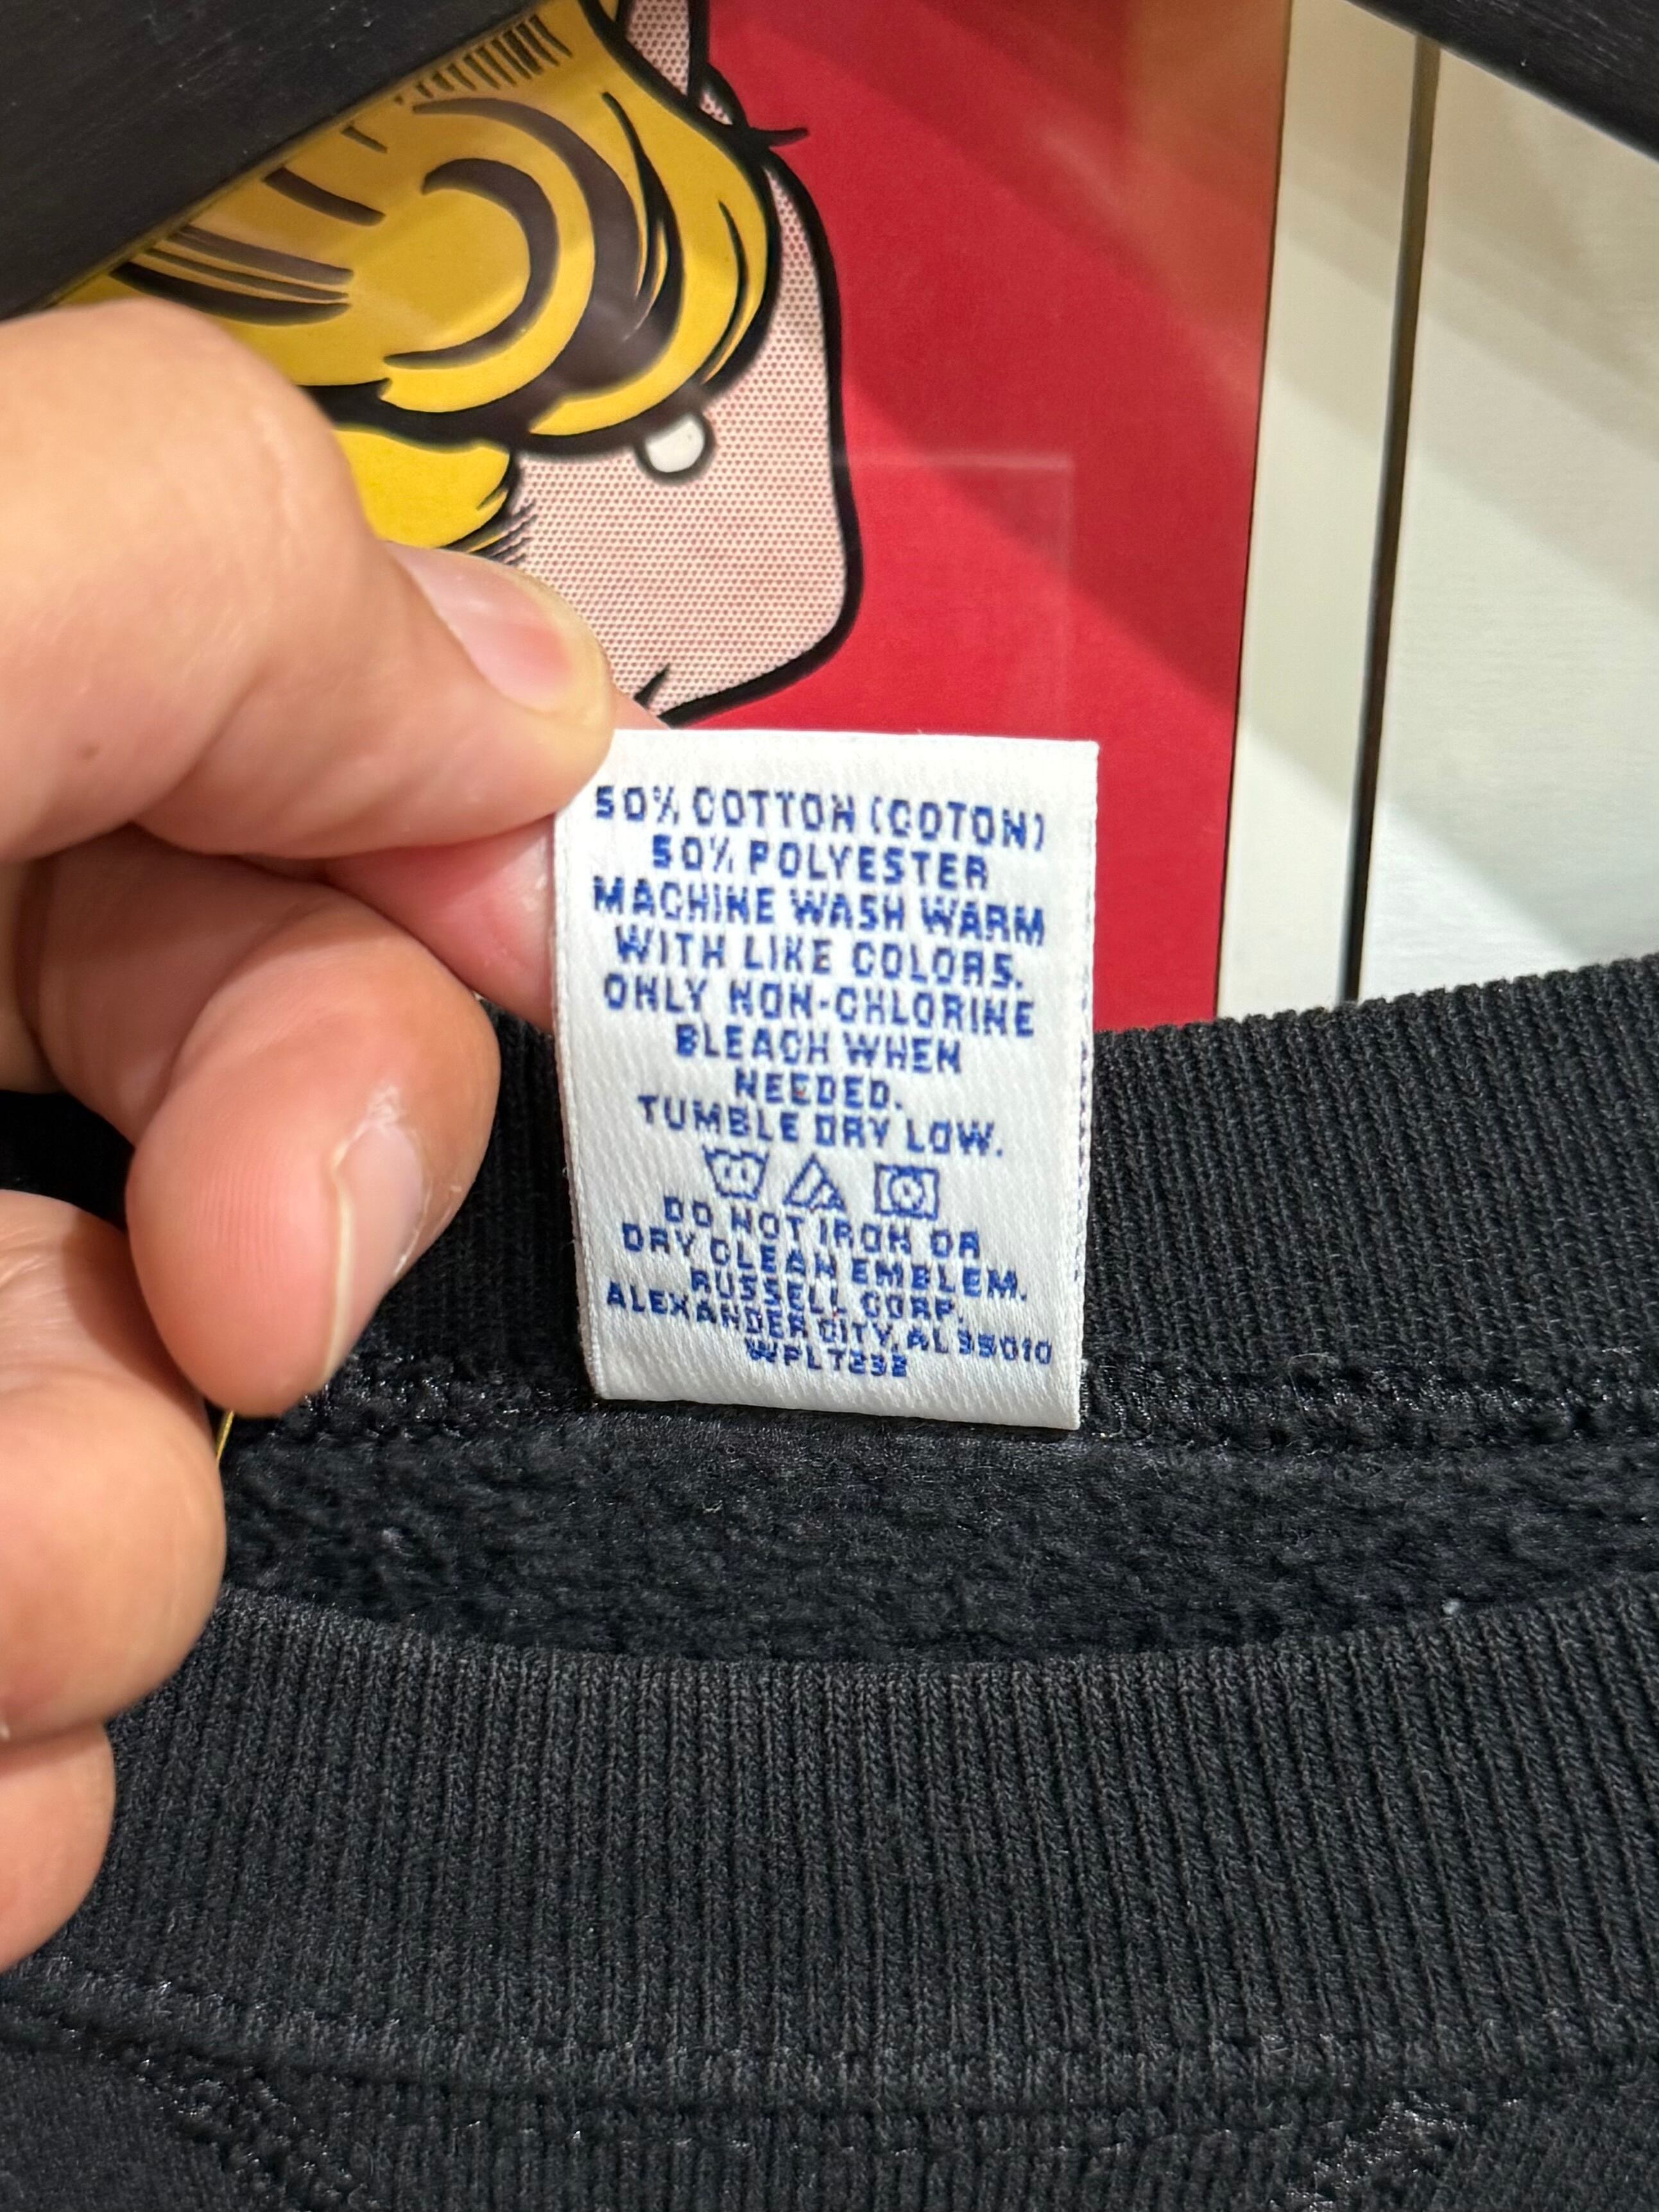 50% COTTON (COTON)
50% POLYESTER
MACHINE WASH WARM
WITH LIKE COLORS.
ONLY NON-CHLORINE
BLEACH WHEN
NEEDED.
TUMBLE DRY LOW.
DO NOT IRON OR
DRY CLEAN EMBLEM.
RUSSELL CORP.
ALEXANDER CITY, AL 35010